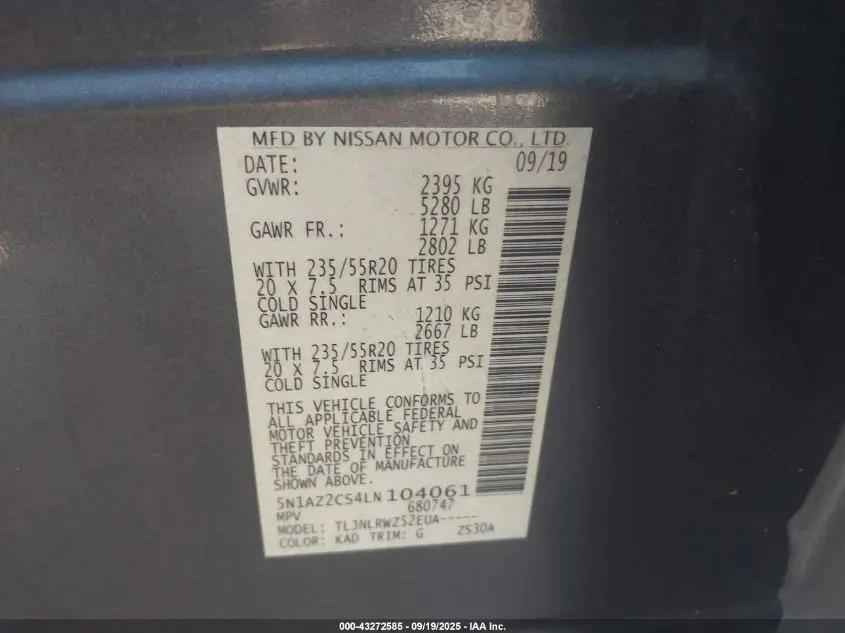 MFD BY NISSAN MOTOR CO., LTD.
DATE: 09/19
GVWR: 2395 KG
5280 LB
GAWR FR.: 1271 KG
2802 LB
WITH 235/55R20 TIRES
20 X 7.5 RIMS AT 35 PSI
COLD SINGLE
GAWR RR.: 1210 KG
2667 LB
WITH 235/55R20 TIRES
20 X 7.5 RIMS AT 35 PSI
COLD SINGLE
THIS VEHICLE CONFORMS TO
ALL APPLICABLE FEDERAL
MOTOR VEHICLE SAFETY AND
THEFT PREVENTION
STANDARDS IN EFFECT ON
THE DATE OF MANUFACTURE
SHOWN ABOVE.
5N1AZ2CS4LN104061
MPV 680747
MODEL: TLJNLRWZ52EUA-----
COLOR: KAD TRIM: G Z530A
000-43272585 - 09/19/2025 - IAA Inc.